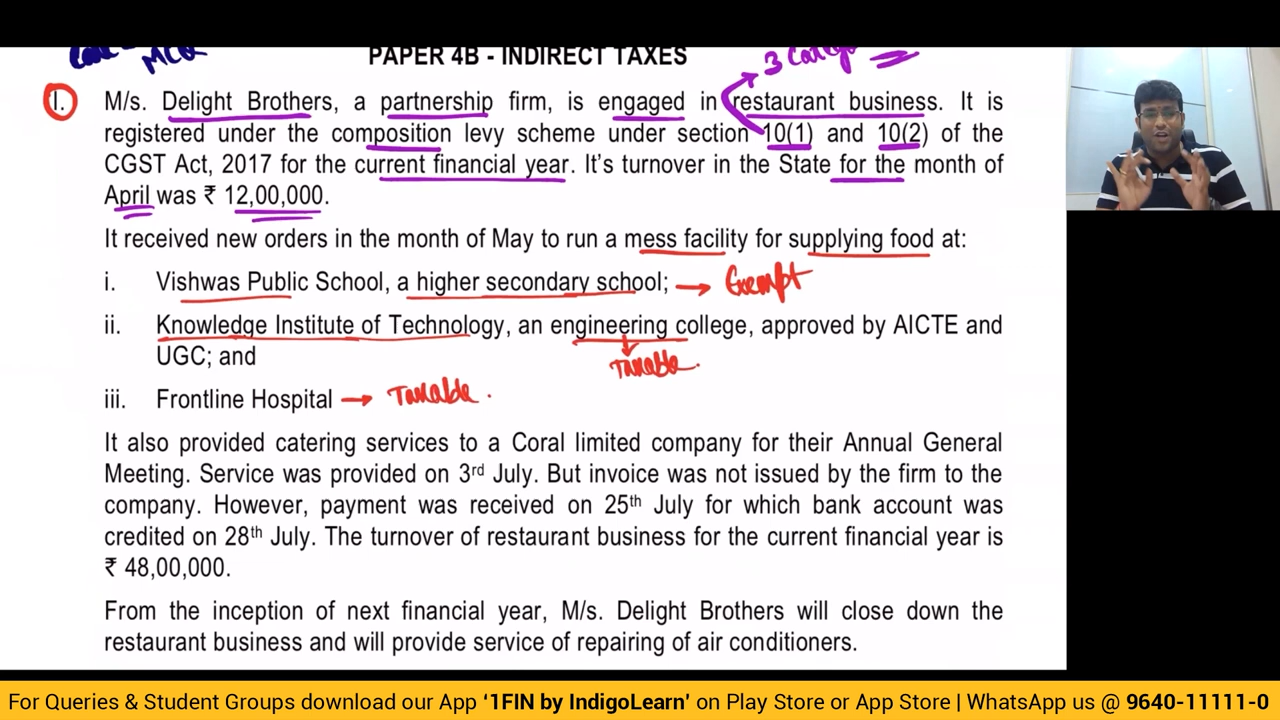 Case - MCQ
PAPER 4B - INDIRECT TAXES
3 Category
1. M/s. Delight Brothers, a partnership firm, is engaged in restaurant business. It is
registered under the composition levy scheme under section 10(1) and 10(2) of the
CGST Act, 2017 for the current financial year. It’s turnover in the State for the month of
April was ₹ 12,00,000.
It received new orders in the month of May to run a mess facility for supplying food at:
i. Vishwas Public School, a higher secondary school; → Exempt
ii. Knowledge Institute of Technology, an engineering college, approved by AICTE and
UGC; and
Taxable.
iii. Frontline Hospital → Taxable.
It also provided catering services to a Coral limited company for their Annual General
Meeting. Service was provided on 3rd July. But invoice was not issued by the firm to the
company. However, payment was received on 25th July for which bank account was
credited on 28th July. The turnover of restaurant business for the current financial year is
₹ 48,00,000.
From the inception of next financial year, M/s. Delight Brothers will close down the
restaurant business and will provide service of repairing of air conditioners.
For Queries & Student Groups download our App ‘1FIN by IndigoLearn’ on Play Store or App Store | WhatsApp us @ 9640-11111-0